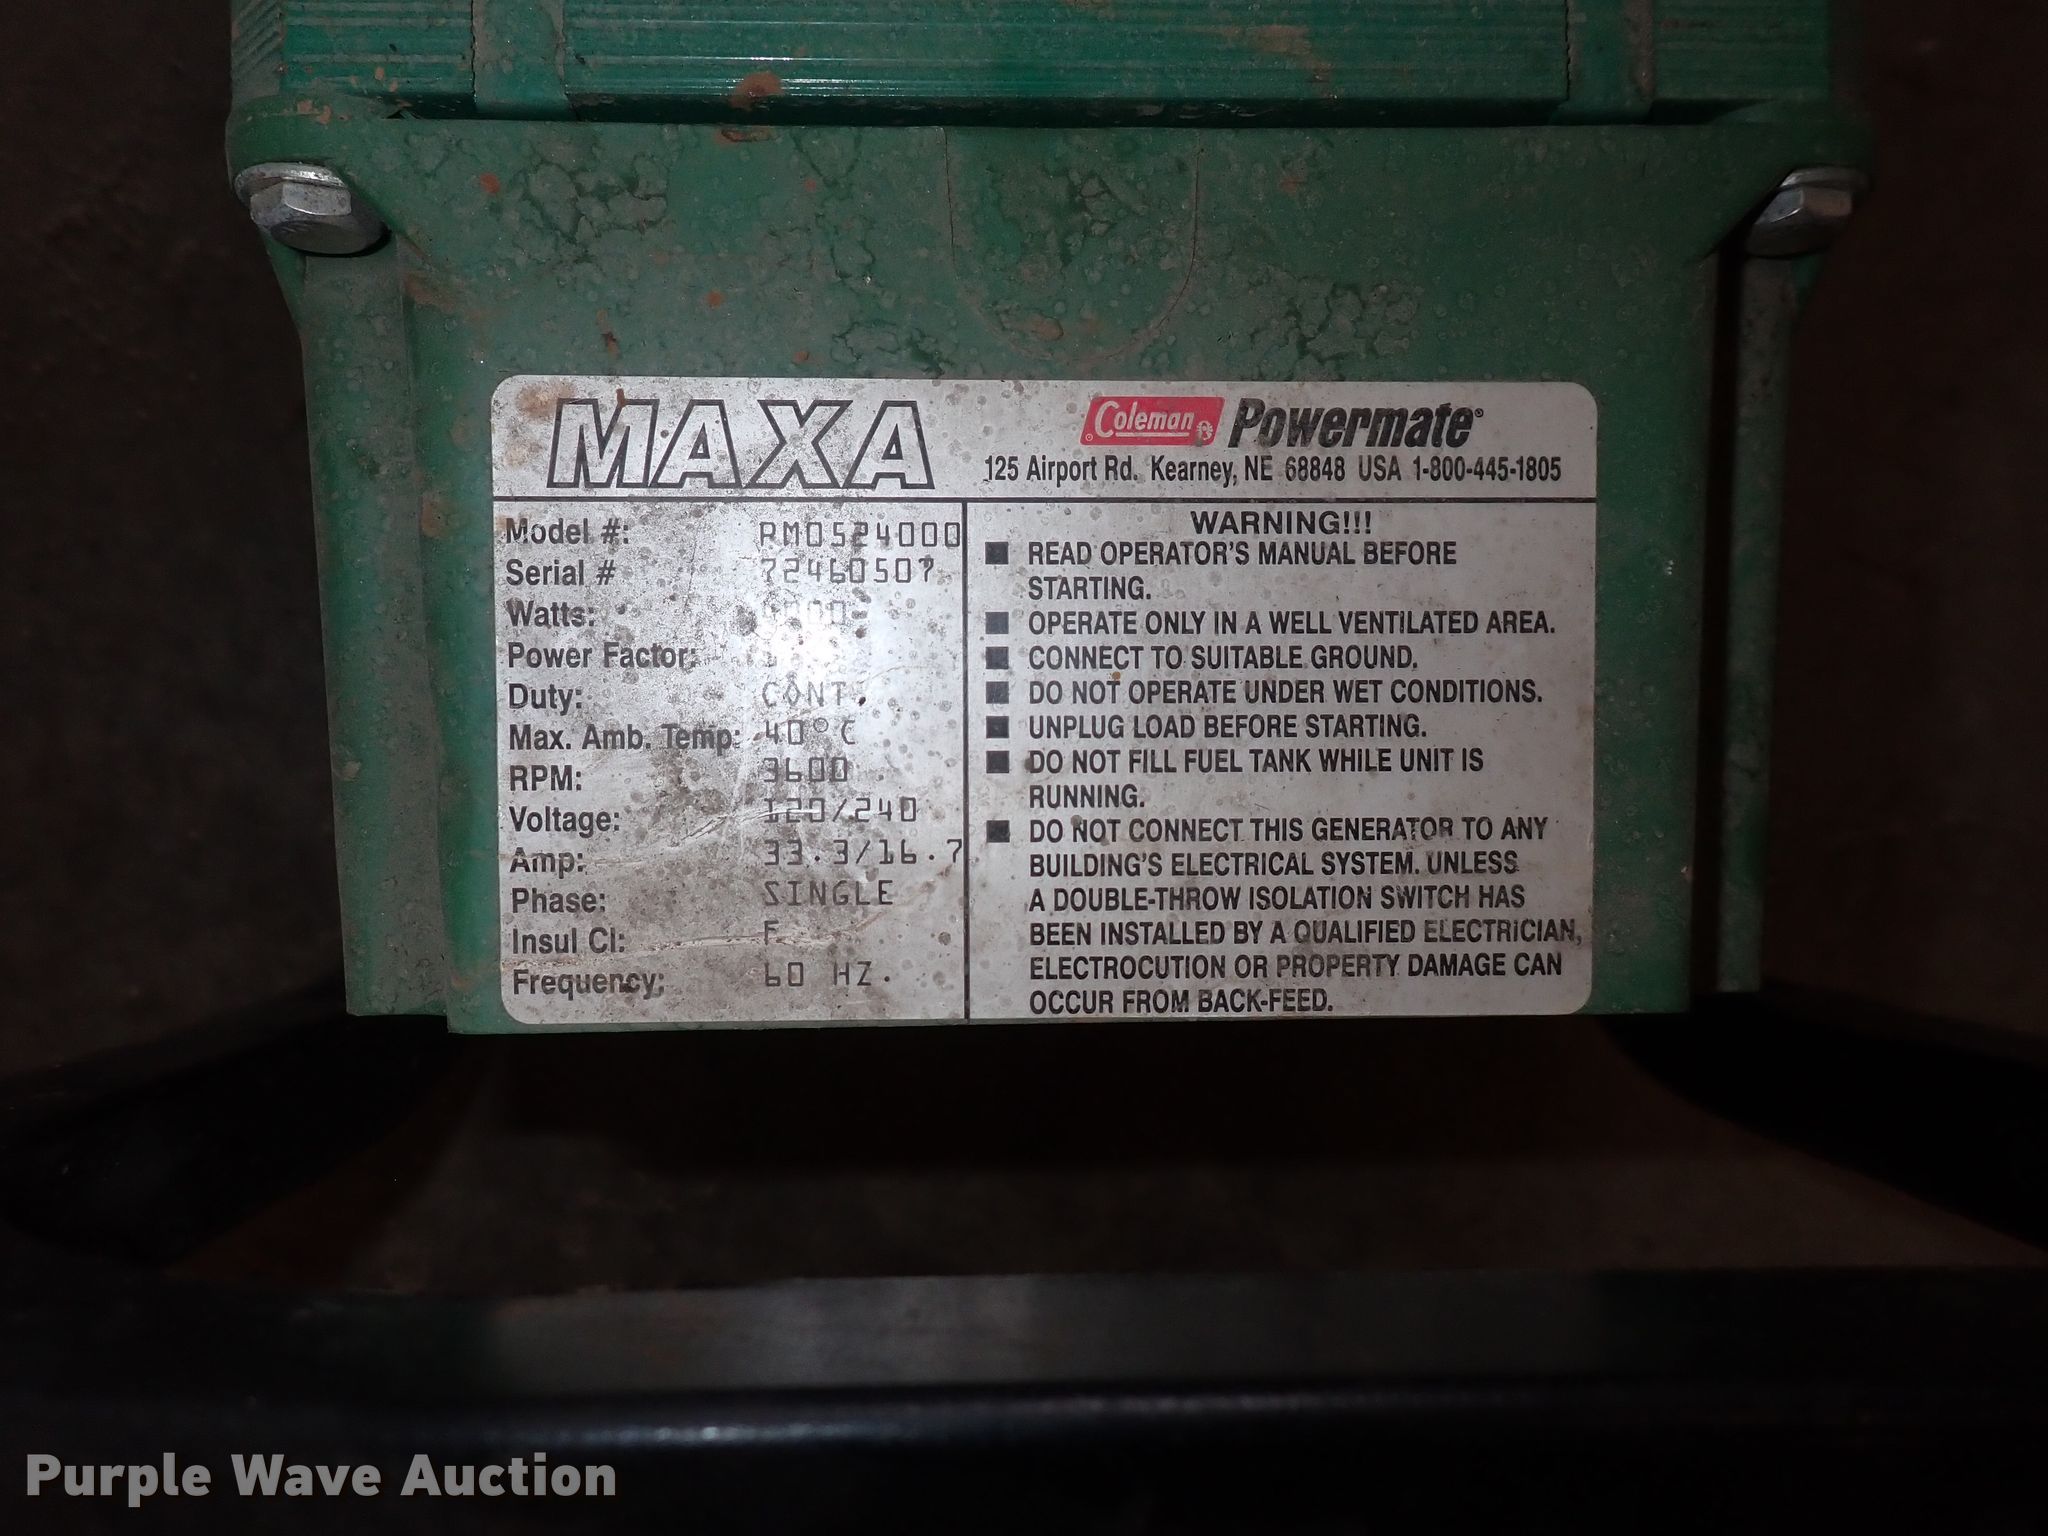 MAXA
Coleman Powermate
125 Airport Rd. Kearney, NE 68848 USA 1-800-445-1805
Model #: PM0524000
Serial # 72460507
Watts:
Power Factor:
Duty: CONT.
Max. Amb. Temp: 40°C
RPM: 3600
Voltage: 120/240
Amp: 33.3/16.7
Phase: SINGLE
Insul Cl: F
Frequency: 60 HZ.
WARNING!!!
READ OPERATOR'S MANUAL BEFORE
STARTING.
OPERATE ONLY IN A WELL VENTILATED AREA.
CONNECT TO SUITABLE GROUND.
DO NOT OPERATE UNDER WET CONDITIONS.
UNPLUG LOAD BEFORE STARTING.
DO NOT FILL FUEL TANK WHILE UNIT IS
RUNNING.
DO NOT CONNECT THIS GENERATOR TO ANY
BUILDING'S ELECTRICAL SYSTEM. UNLESS
A DOUBLE-THROW ISOLATION SWITCH HAS
BEEN INSTALLED BY A QUALIFIED ELECTRICIAN,
ELECTROCUTION OR PROPERTY DAMAGE CAN
OCCUR FROM BACK-FEED.
Purple Wave Auction